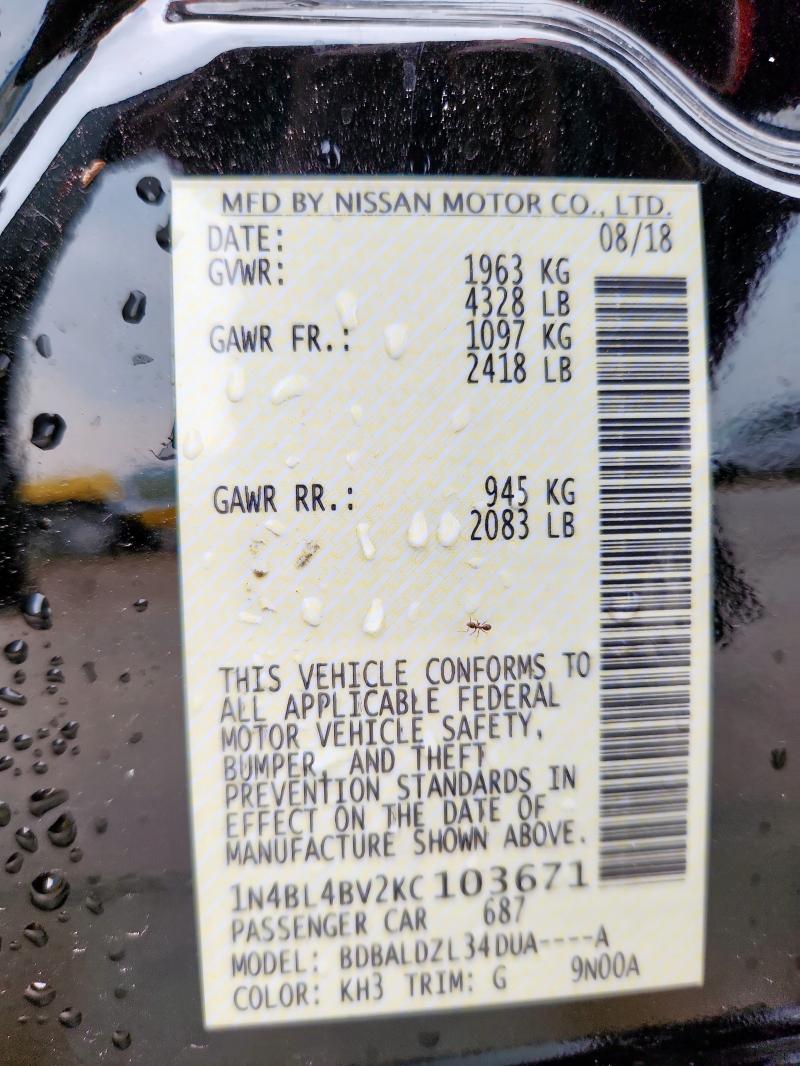 MFD BY NISSAN MOTOR CO., LTD.
DATE: 08/18
GVWR: 1963 KG
4328 LB
GAWR FR.: 1097 KG
2418 LB
GAWR RR.: 945 KG
2083 LB
THIS VEHICLE CONFORMS TO
ALL APPLICABLE FEDERAL
MOTOR VEHICLE SAFETY,
BUMPER, AND THEFT
PREVENTION STANDARDS IN
EFFECT ON THE DATE OF
MANUFACTURE SHOWN ABOVE.
1N4BL4BV2KC103671
PASSENGER CAR 687
MODEL: BDBALDZL34DUA----A
COLOR: KH3 TRIM: G 9N00A